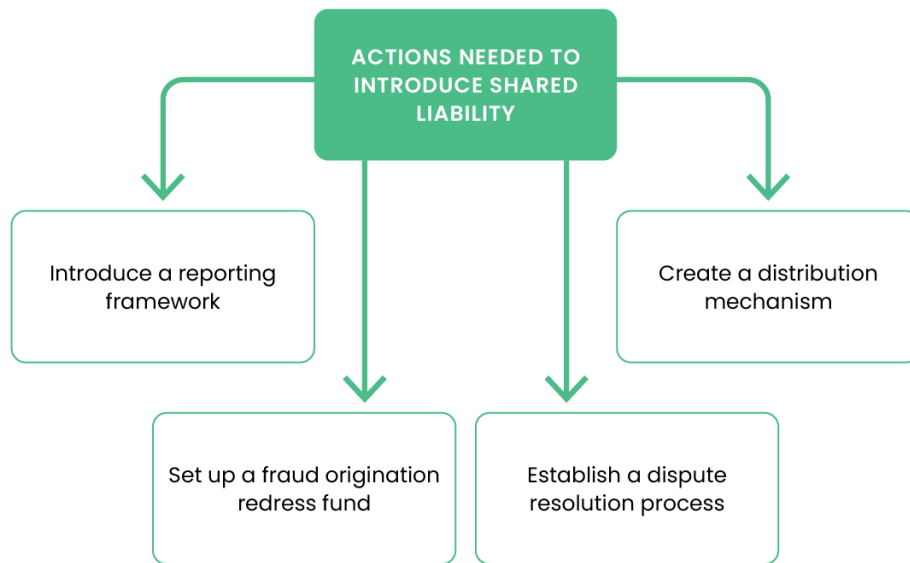 ACTIONS NEEDED TO
INTRODUCE SHARED
LIABILITY
Introduce a reporting
framework
Create a distribution
mechanism
Set up a fraud origination
redress fund
Establish a dispute
resolution process